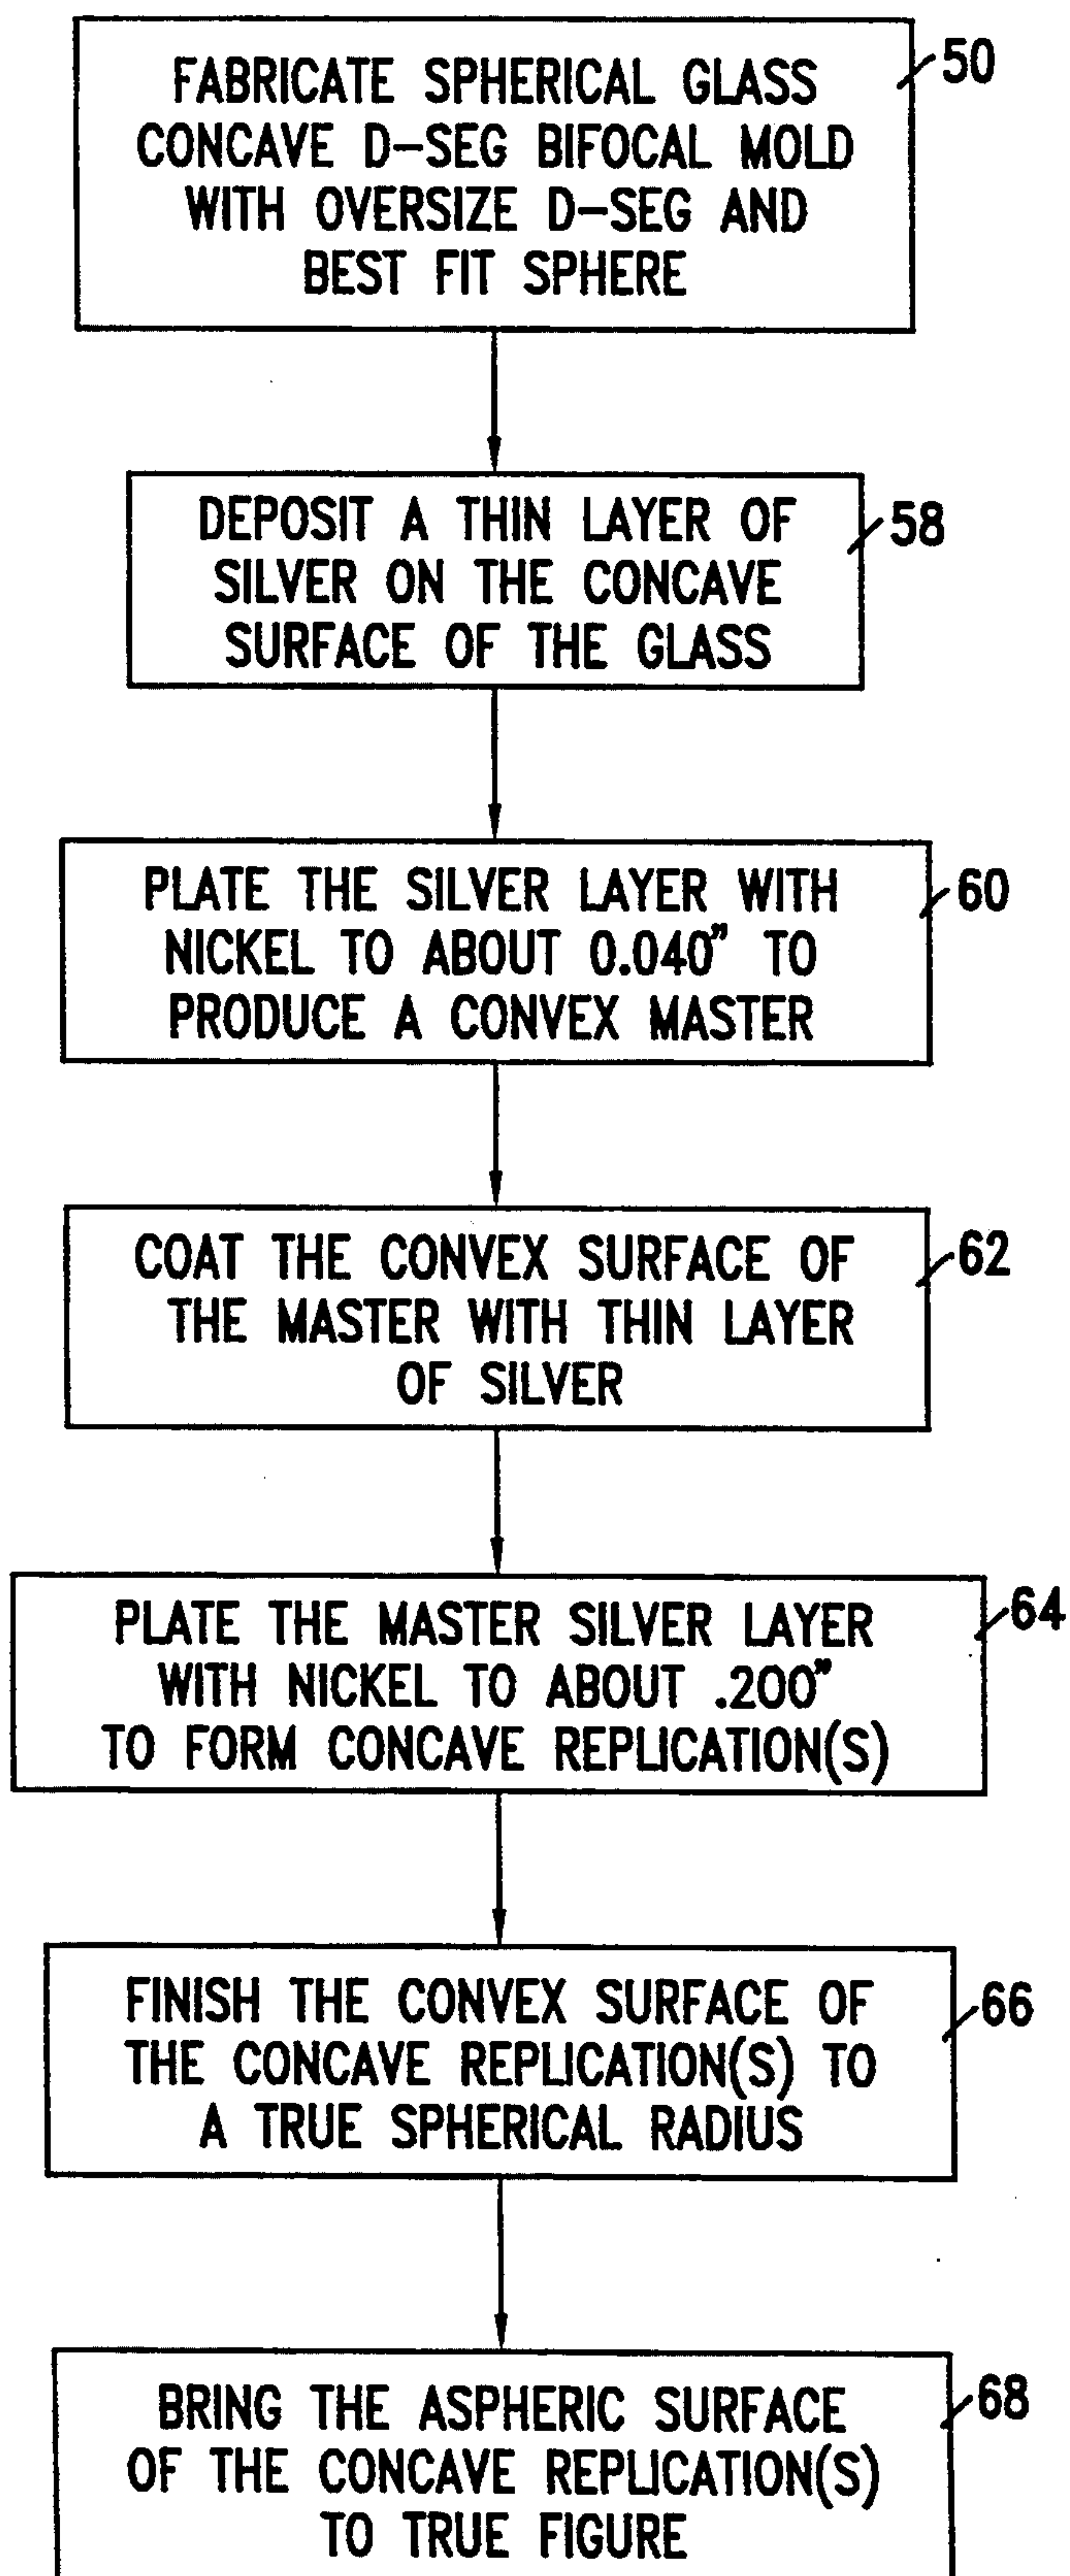 FABRICATE SPHERICAL GLASS
CONCAVE D-SEG BIFOCAL MOLD
WITH OVERSIZE D-SEG AND
BEST FIT SPHERE
50
DEPOSIT A THIN LAYER OF
SILVER ON THE CONCAVE
SURFACE OF THE GLASS
58
PLATE THE SILVER LAYER WITH
NICKEL TO ABOUT 0.040" TO
PRODUCE A CONVEX MASTER
60
COAT THE CONVEX SURFACE OF
THE MASTER WITH THIN LAYER
OF SILVER
62
PLATE THE MASTER SILVER LAYER
WITH NICKEL TO ABOUT .200"
TO FORM CONCAVE REPLICATION(S)
64
FINISH THE CONVEX SURFACE OF
THE CONCAVE REPLICATION(S) TO
A TRUE SPHERICAL RADIUS
66
BRING THE ASPHERIC SURFACE
OF THE CONCAVE REPLICATION(S)
TO TRUE FIGURE
68